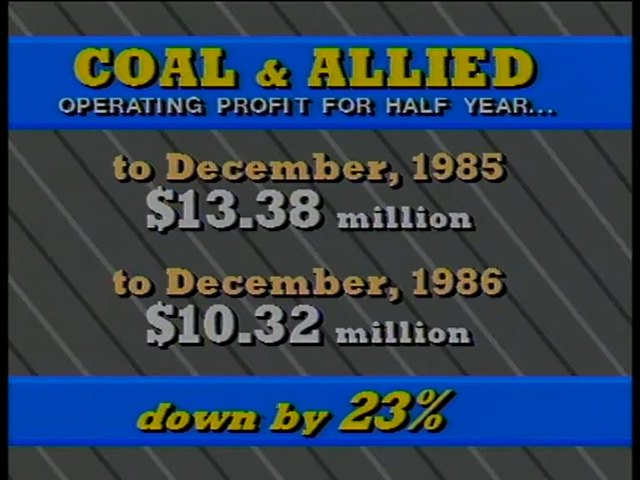 COAL & ALLIED
OPERATING PROFIT FOR HALF YEAR...
to December, 1985
$13.38 million
to December, 1986
$10.32 million
down by 23%